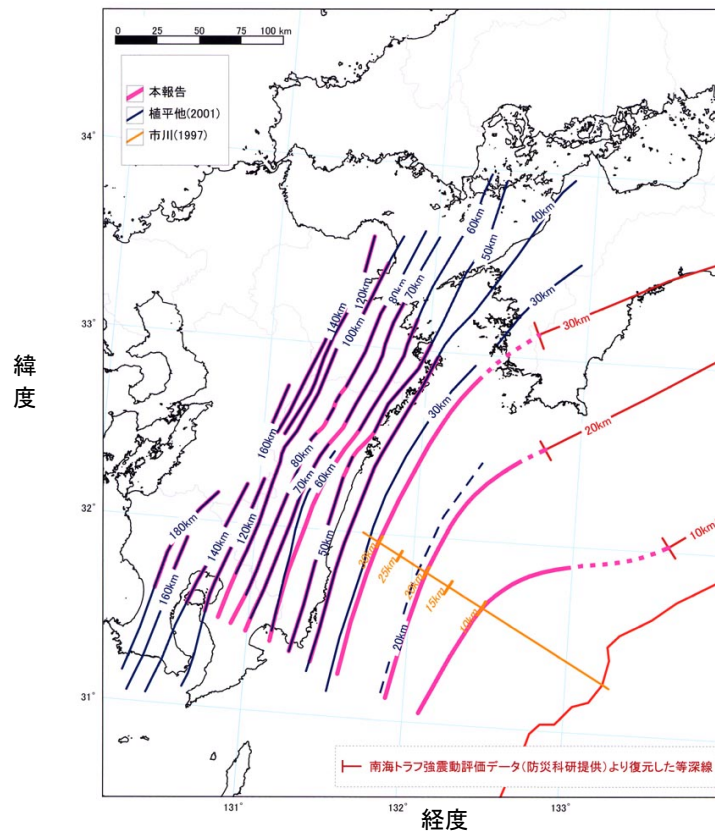 0 25 50 75 100 km
本報告
植平他(2001)
市川(1997)
34°
60km
40km
50km
80km
70km
120km
140km
100km
30km
30km
33°
緯度
160km
80km
70km
60km
30km
20km
180km
32°
140km
120km
50km
30km
25km
20km
15km
10km
10km
160km
20km
31°
南海トラフ強震動評価データ(防災科研提供)より復元した等深線
131°
132°
133°
経度